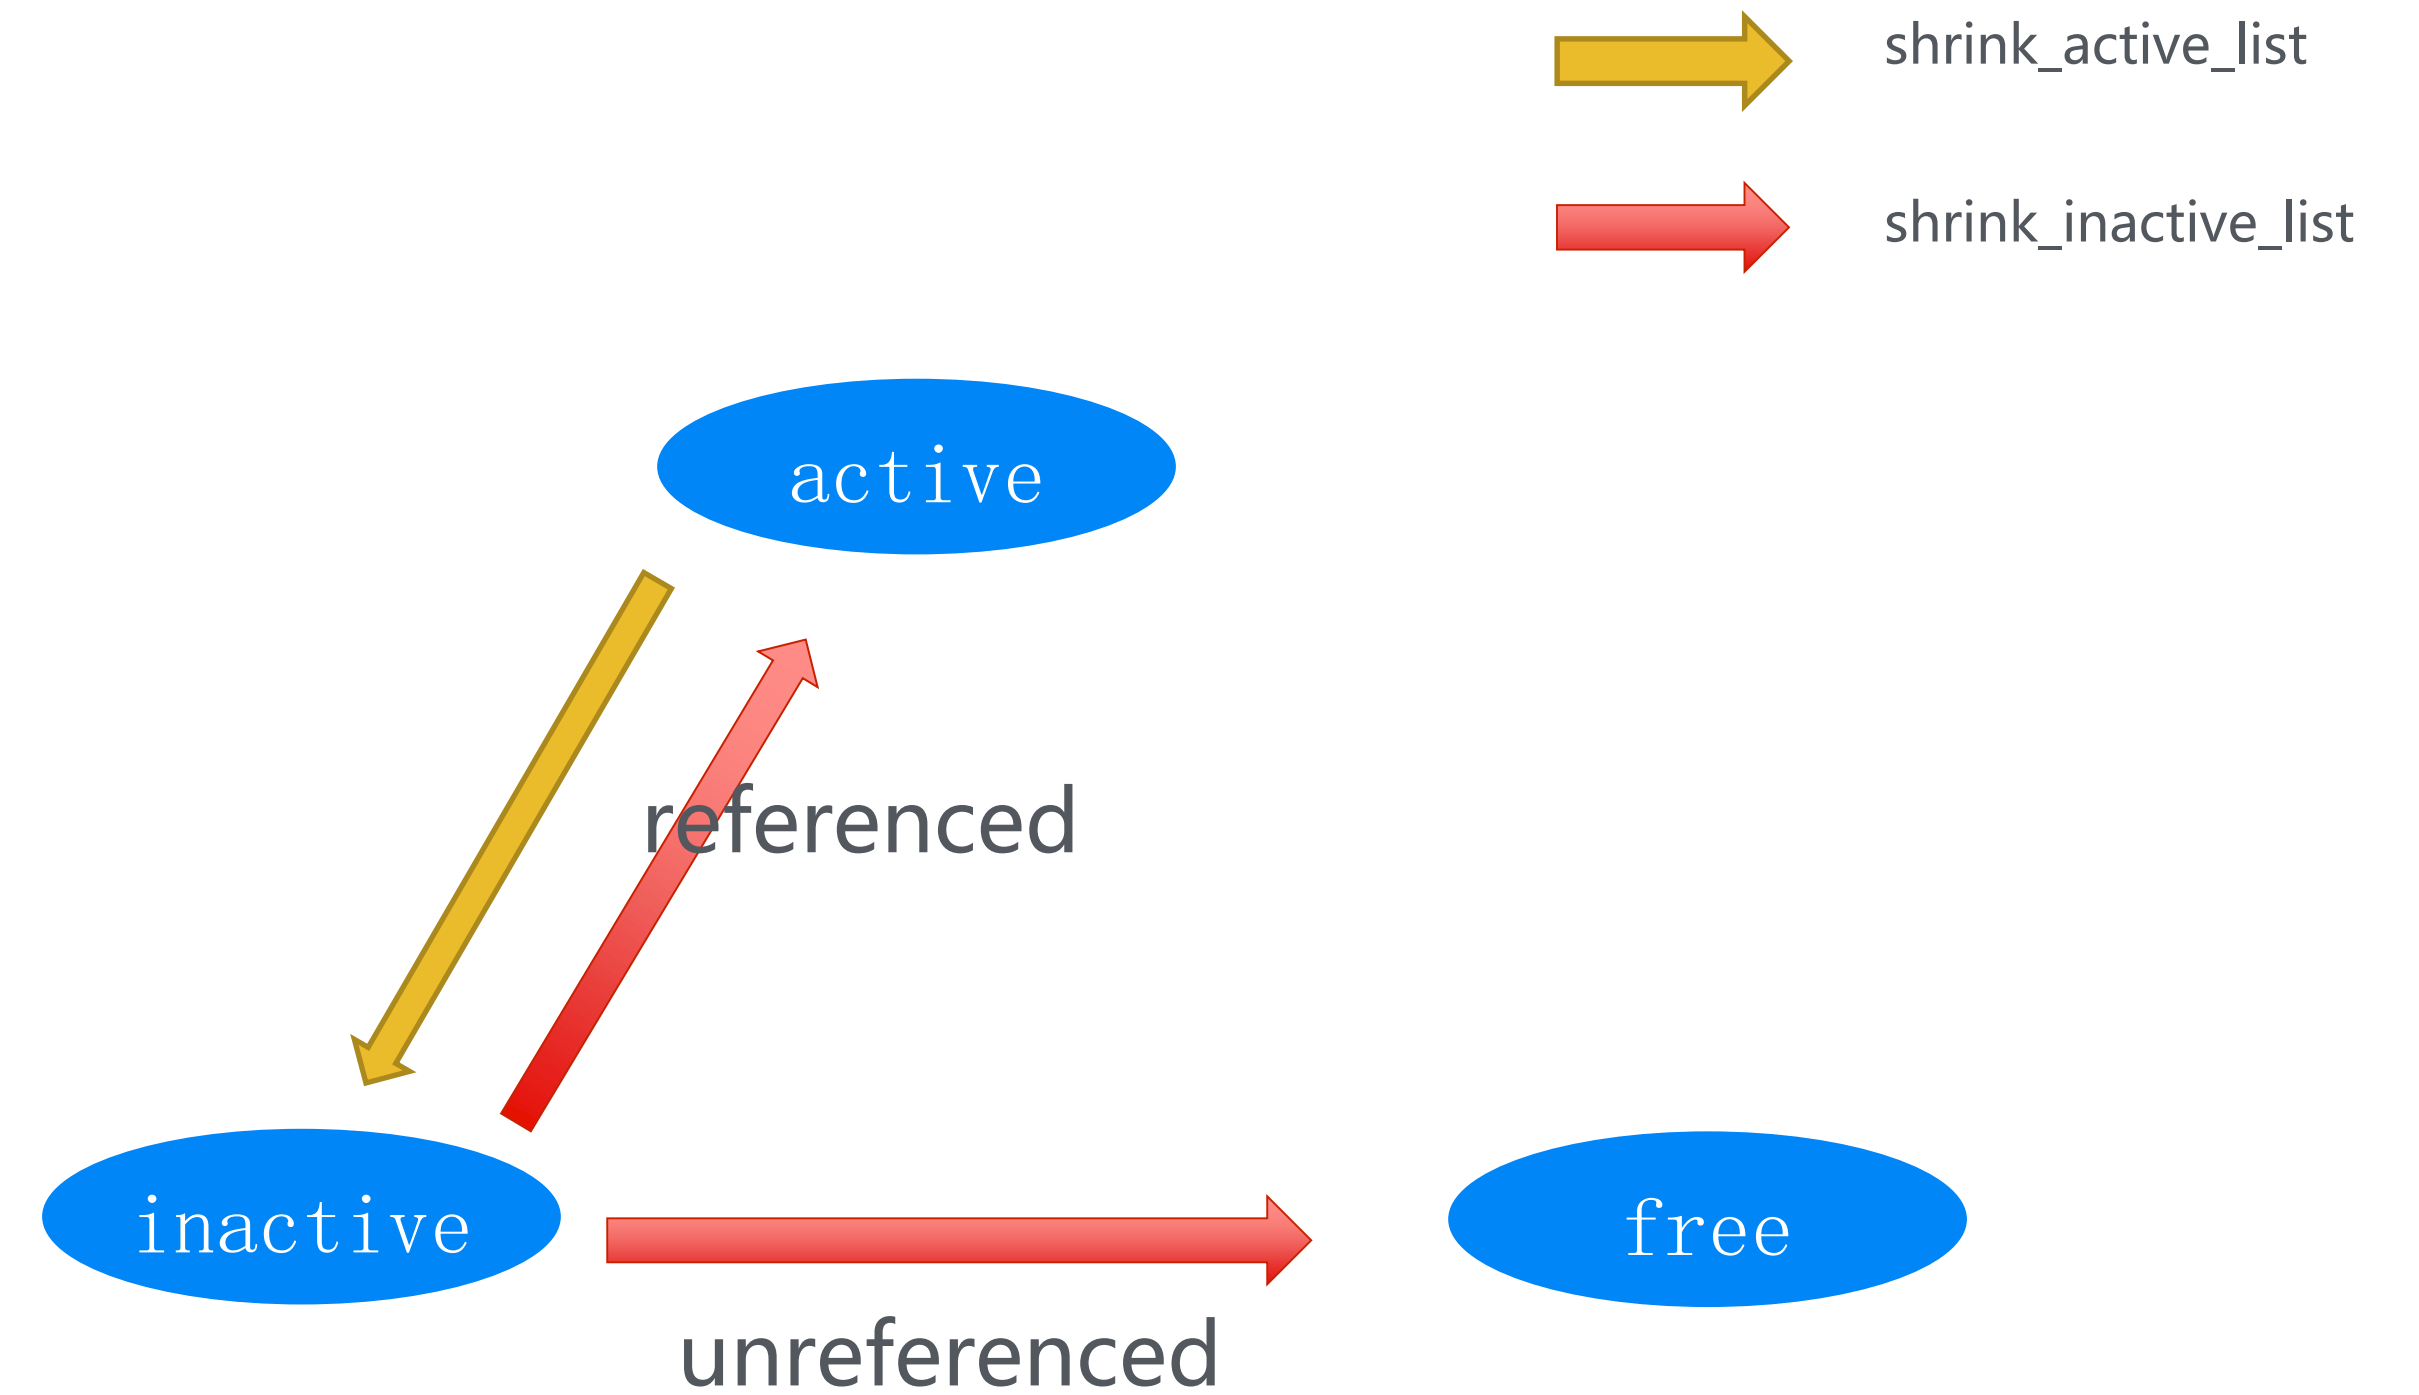 shrink_active_list
shrink_inactive_list
active
referenced
inactive
free
unreferenced